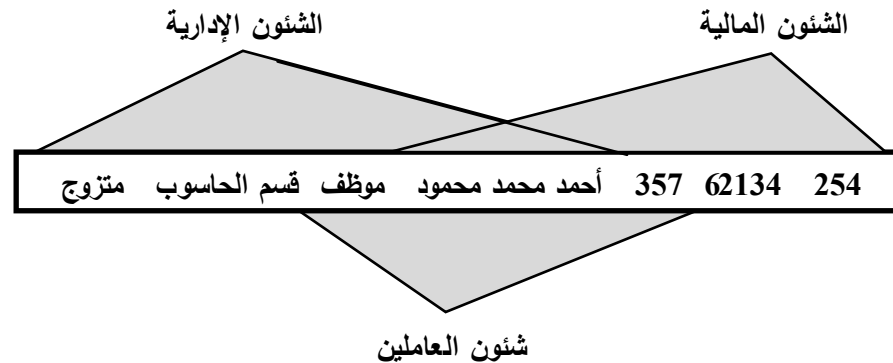 الشئون المالية
الشئون الإدارية
254 62134 357 أحمد محمد محمود موظف قسم الحاسوب متزوج
شئون العاملين